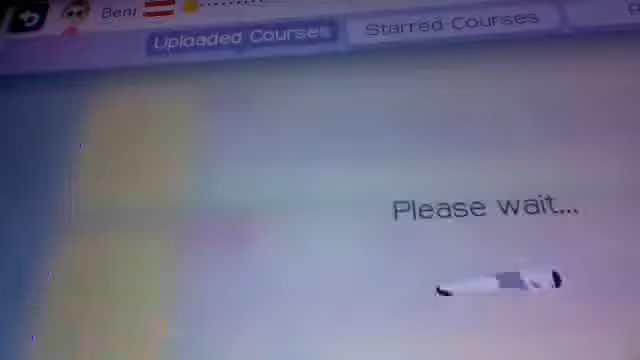 Beni
Uploaded Courses
Starred Courses
Please wait...